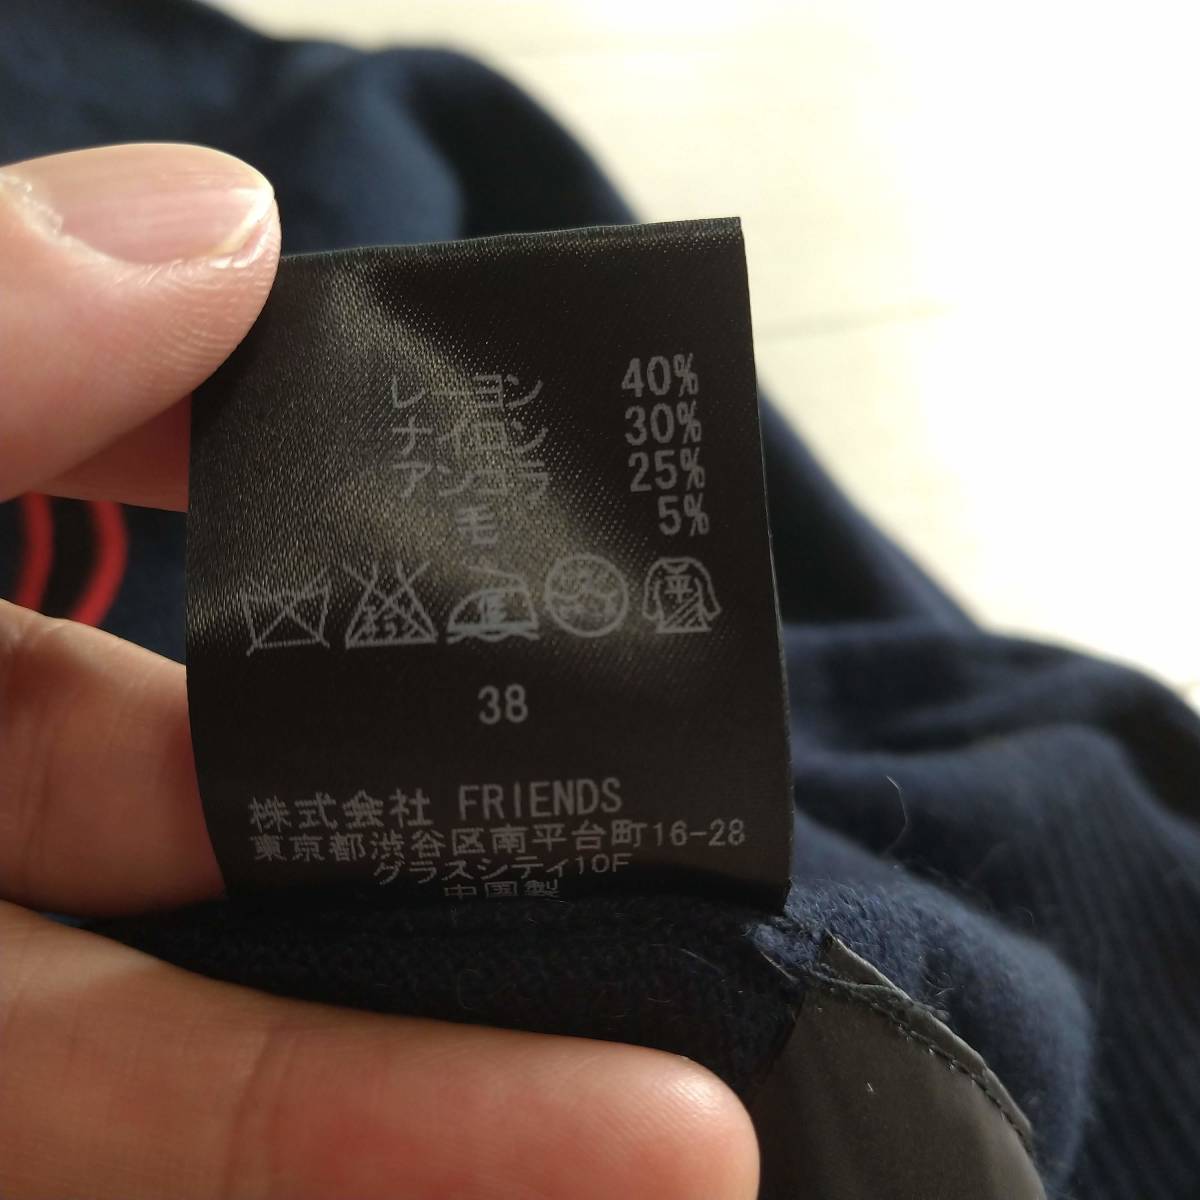 レーヨン 40%
ナイロン 30%
アンゴラ 25%
毛 5%
平
38
株式会社 FRIENDS
東京都渋谷区南平台町16-28
グラスシティ10F
中国製